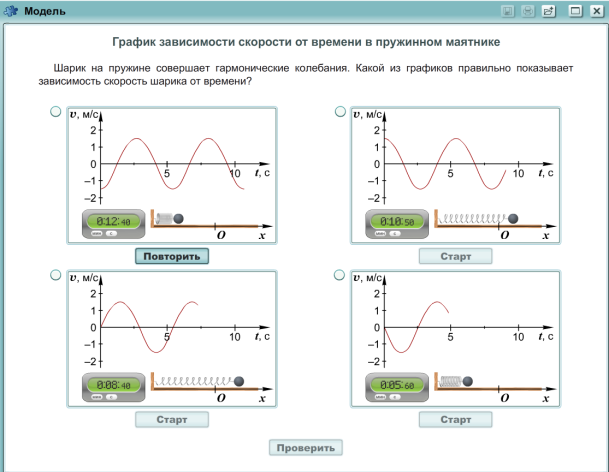 Модель
График зависимости скорости от времени в пружинном маятнике
Шарик на пружине совершает гармонические колебания. Какой из графиков правильно показывает
зависимость скорость шарика от времени?
v, м/с
2
1
0
–1
–2
5
10
t, с
0:12:40
O
x
Повторить
v, м/с
2
1
0
–1
–2
5
10
t, с
0:10:50
O
x
Старт
v, м/с
2
1
0
–1
–2
5
10
t, с
0:08:40
O
x
Старт
v, м/с
2
1
0
–1
–2
5
10
t, с
0:05:60
O
x
Старт
Проверить